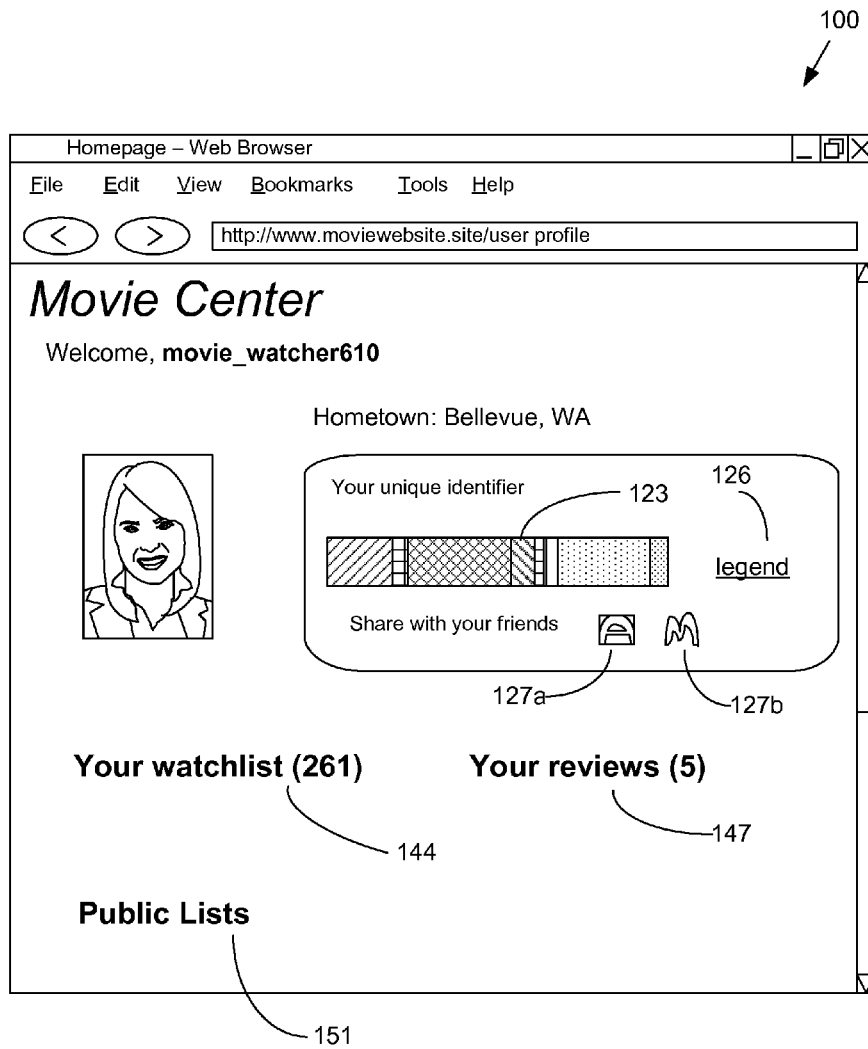 100
Homepage – Web Browser
File Edit View Bookmarks Tools Help
< > http://www.moviewebsite.site/user profile
Movie Center
Welcome, movie_watcher610
Hometown: Bellevue, WA
Your unique identifier
123
126
legend
Share with your friends
127a
127b
Your watchlist (261) Your reviews (5)
144
147
Public Lists
151